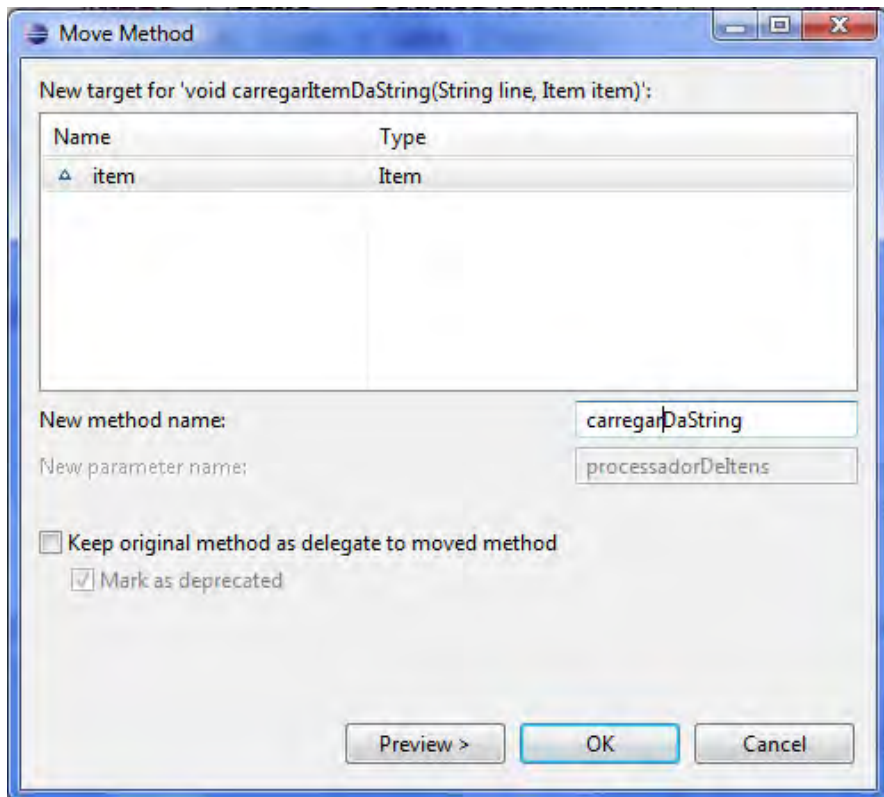 Move Method
New target for 'void carregarItemDaString(String line, Item item)':
Name Type
item Item
New method name: carregarDaString
New parameter name: processadorDeItens
Keep original method as delegate to moved method
Mark as deprecated
Preview > OK Cancel